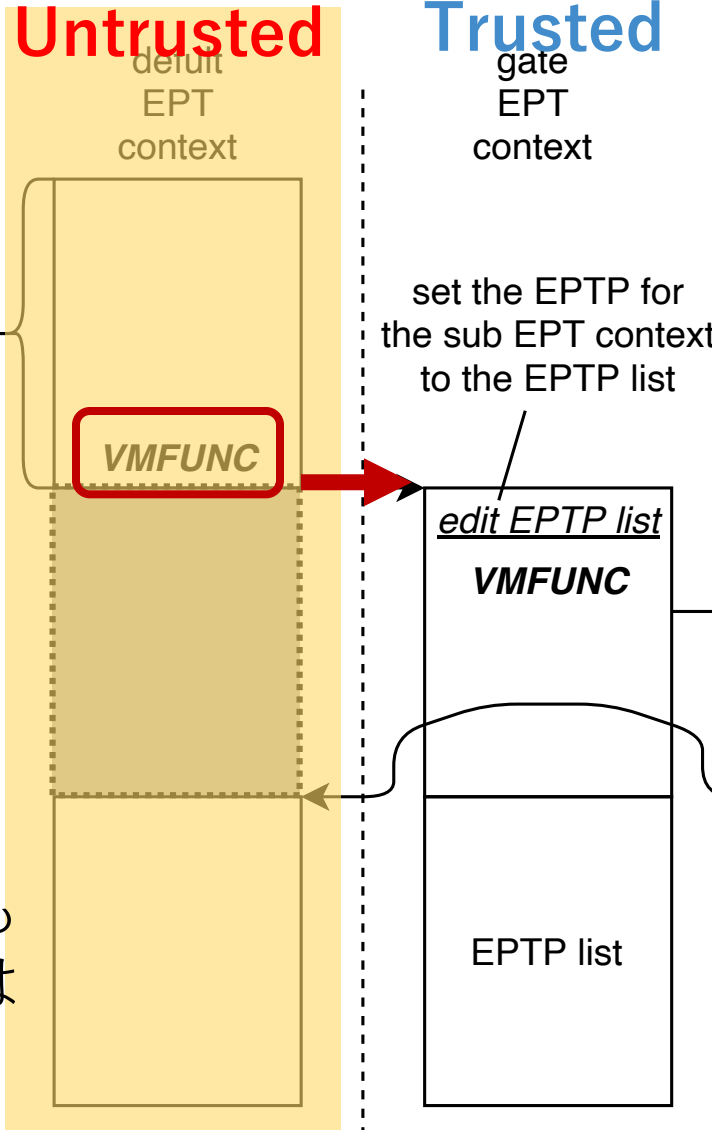 Untrusted
defult
EPT
context
VMFUNC
Trusted
gate
EPT
context
set the EPTP for
the sub EPT context
to the EPTP list
edit EPTP list
VMFUNC
EPTP list